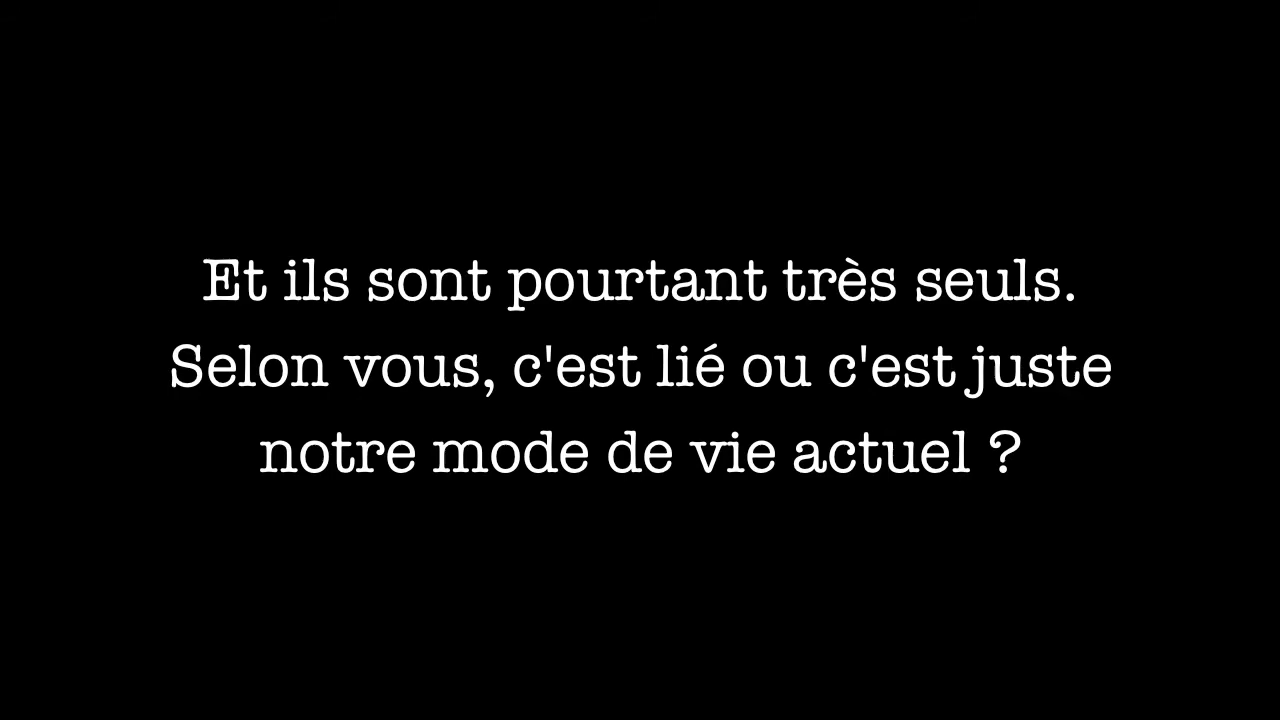 Et ils sont pourtant très seuls.
Selon vous, c'est lié ou c'est juste
notre mode de vie actuel ?